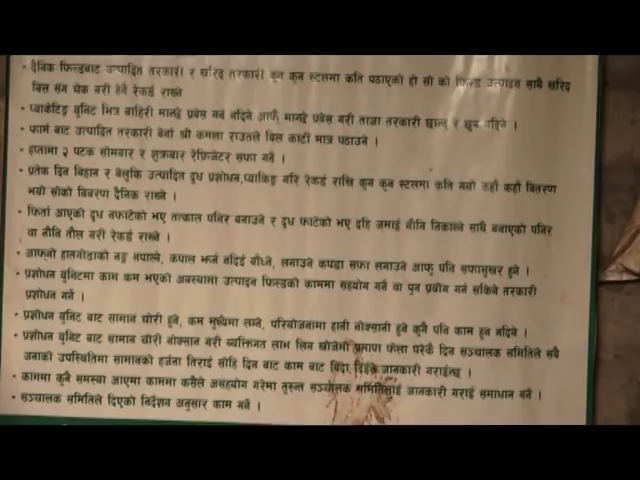 • दैनिक फिल्डबाट उत्पादित तरकारी र खरिद तरकारी कुन कुन स्टलमा कति पठाएको हो सो को फिल्ड उत्पादन साथै खरिद
बिल संग चेक गरी हेर्ने रेकर्ड राख्ने
• प्याकेटिङ्ग युनिट भित्र बाहिरी मान्छे प्रवेस गर्न नदिने आफै मान्छे प्रवेस गरी ताजा तरकारी छान्न र छुन नदिने ।
• फार्म बाट उत्पादित तरकारी बेर्ना श्री कमला राउतले बिल काटी मात्र पठाउने ।
• हप्तामा २ पटक सोमबार र सुक्रबार रेफ्रिजेटर सफा गर्ने ।
• प्रतेक दिन बिहान र बेलुकि उत्पादित दुध प्रशोधन,प्याकिङ्ग गरि रेकर्ड राखि कुन कुन स्टलमा कति गयो कहाँ कहाँ बितरण
भयो सोको बिबरण दैनिक राख्ने ।
• फिर्ता आएको दुध नफाटेको भए तत्काल पनिर बनाउने र दुध फाटेको भए दहि जमाई नौनि निकाल्ने साथै बनाएको पनिर
वा नौनि तौल गरी रेकर्ड राख्ने ।
• आफ्नो हातगोडाको नङ्ग नपाल्ने, कपाल झर्न नदिई बाँध्ने, लगाउने कपडा सफा लगाउने आफु पनि सफासुग्घर हुने ।
• प्रशोधन युनिटमा काम कम भएको अवस्थामा उत्पादन फिल्डको काममा सहयोग गर्ने वा पुन प्रयोग गर्न सकिने तरकारी
प्रशोधन गर्ने ।
• प्रशोधन युनिट बाट सामान चोरी हुने, कम मुल्यमा लग्ने, परियोजनामा हानी नोक्सानी हुने कुनै पनि काम हुन नदिने ।
• प्रशोधन युनिट बाट सामान चोरी नोक्सान गरी ब्यक्तिगत लाभ लिन खोजेमा प्रमाण फेला परेकै दिन सञ्चालक समितिले सबै
जनाको उपस्थितिमा सामानको हर्जना तिराई सोहि दिन बाट काम बाट बिदा दिईने जानकारी गराईन्छ ।
• काममा कुनै समस्या आएमा काममा कसैले असहयोग गरेमा तुरुन्त सञ्चालक समितिलाई जानकारी गराई समाधान गर्ने ।
• सञ्चालक समितिले दिएको निर्देशन अनुसार काम गर्ने ।